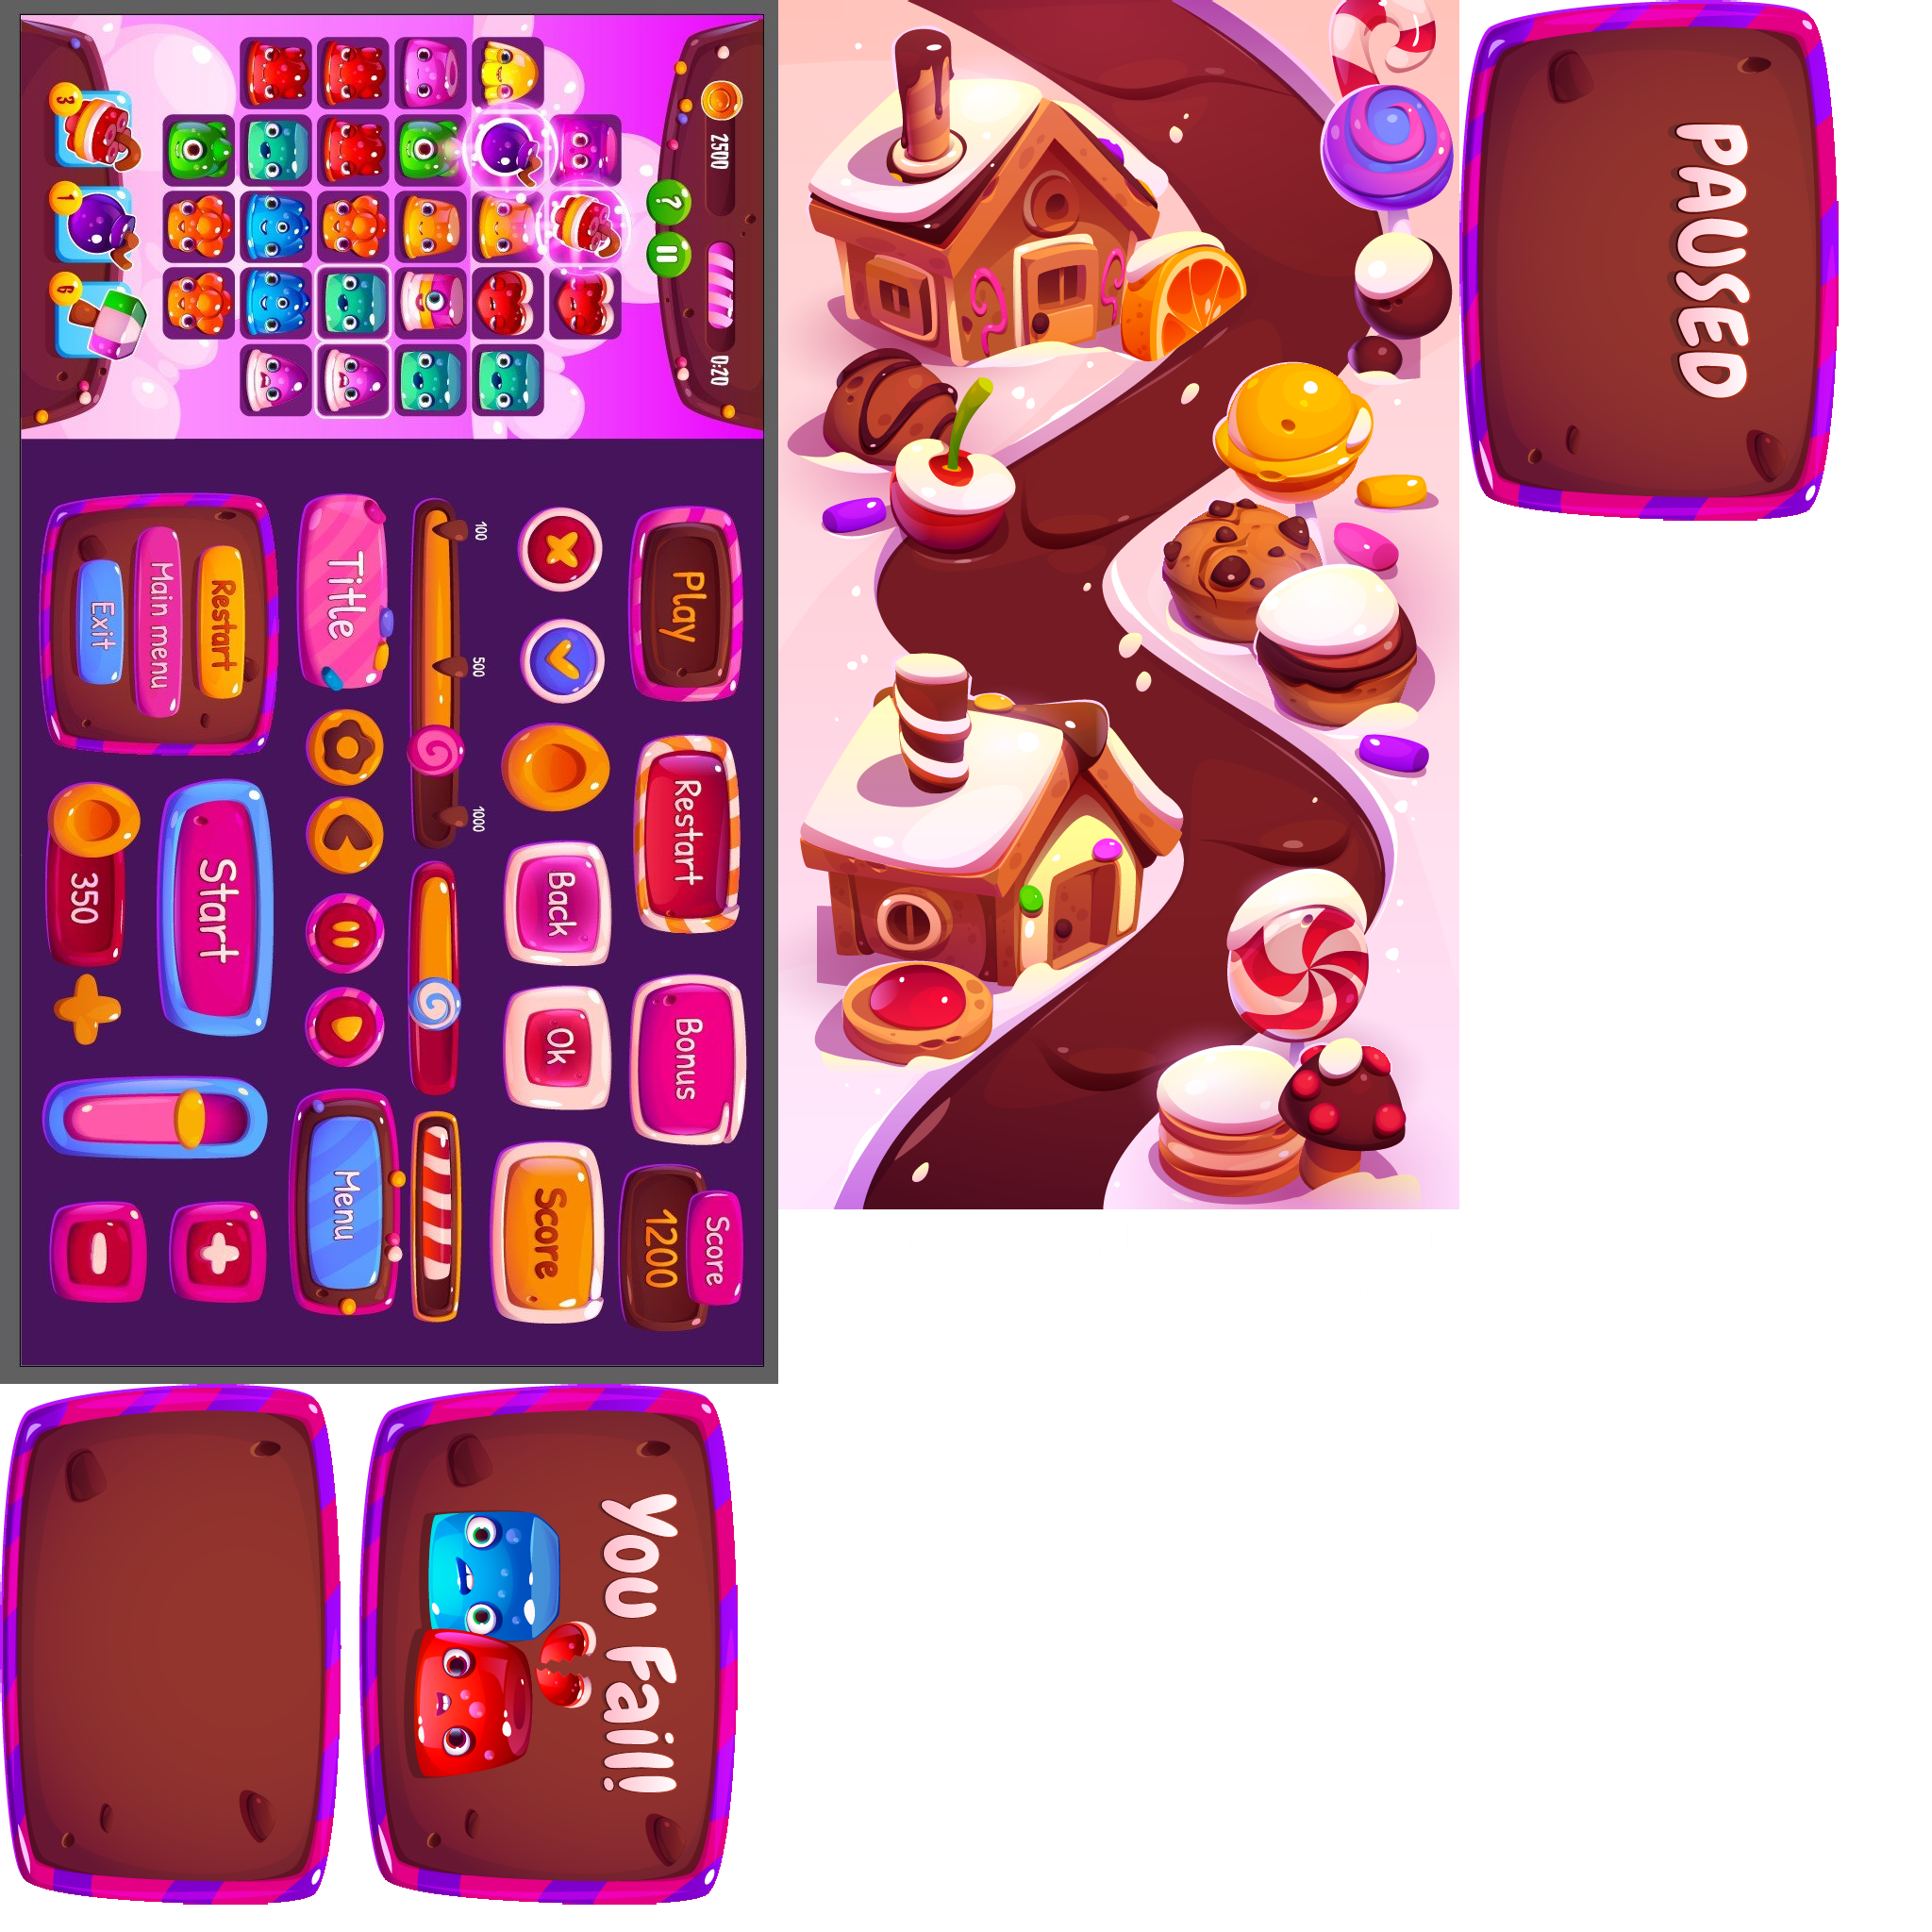 2500
0:20
?
3
1
6
Play
Restart
Bonus
Score
1200
Back
Ok
Score
100
500
1000
Title
Menu
Restart
Main menu
Exit
Start
350
PAUSED
You Fail!